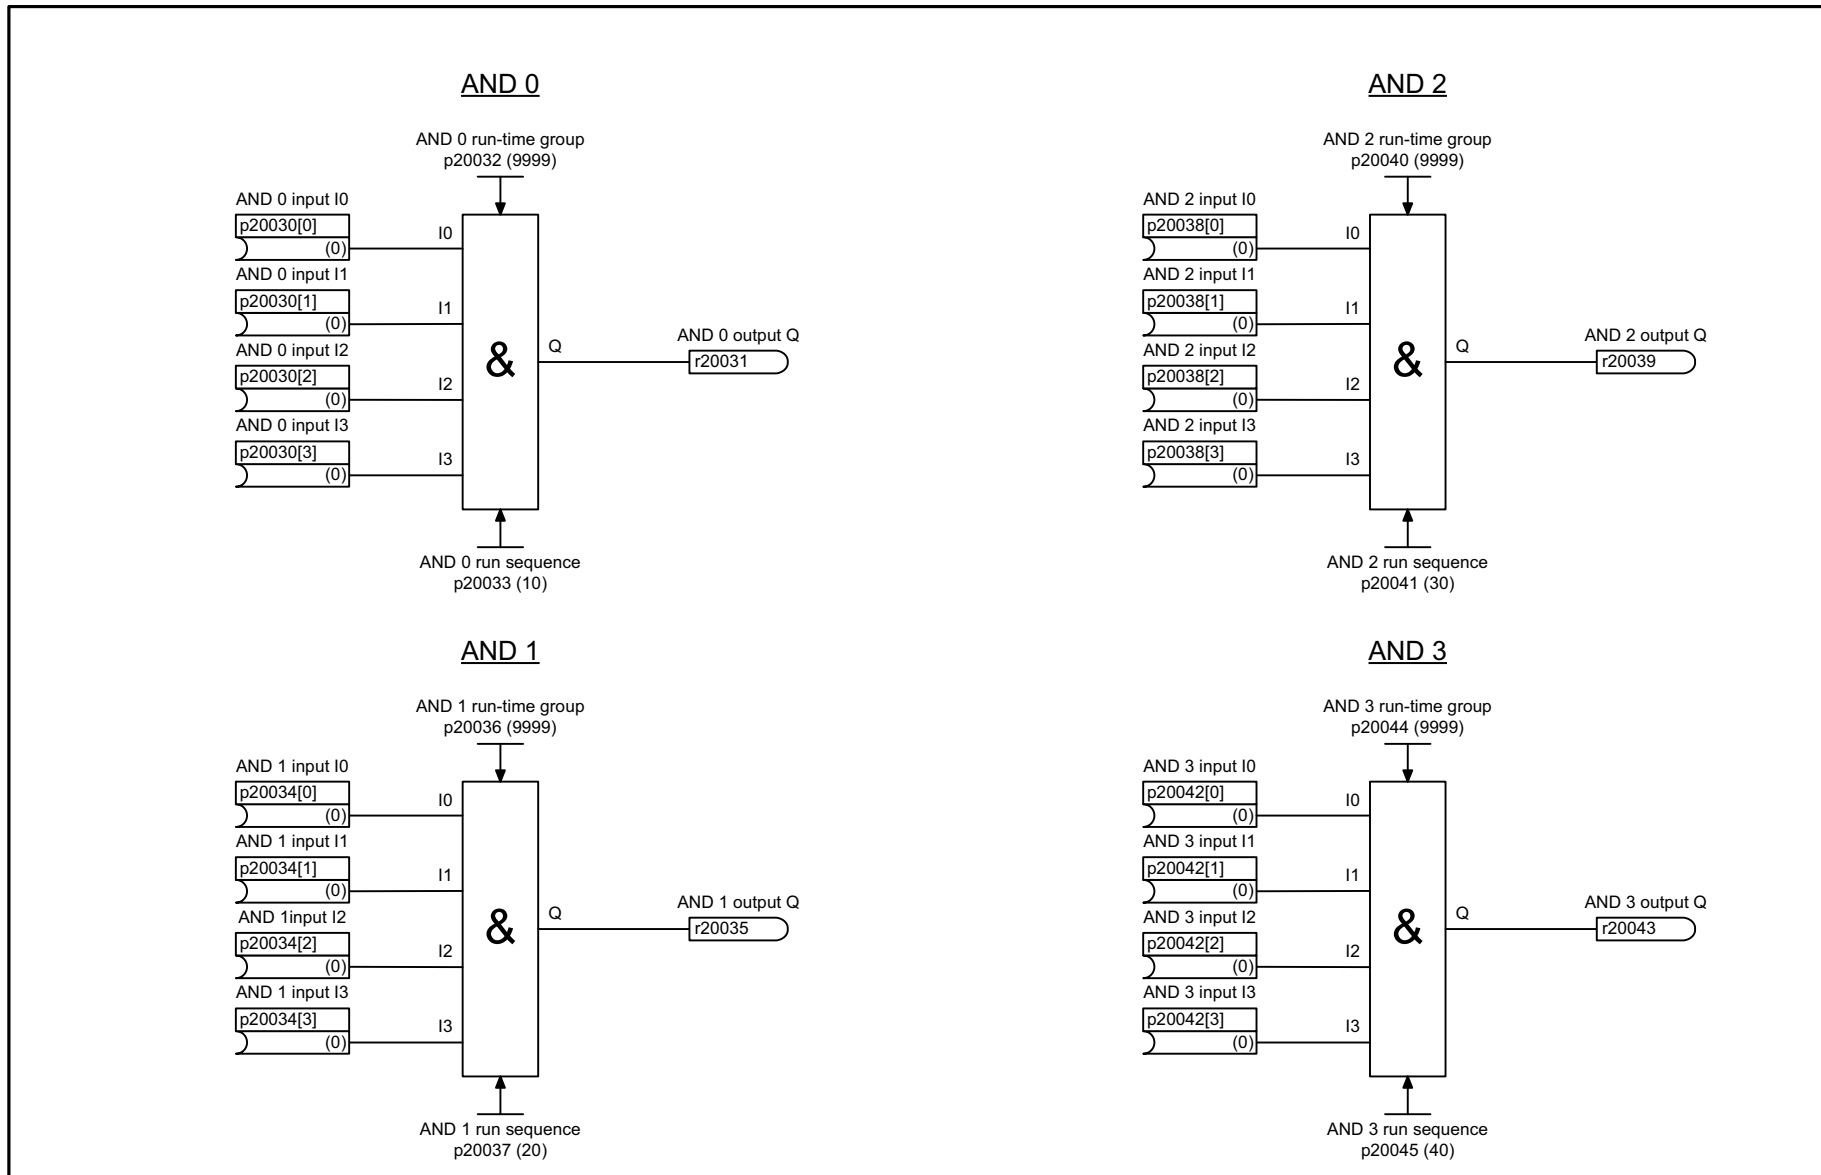 AND 0
AND 0 run-time group
p20032 (9999)
AND 0 input I0
p20030[0]
(0)
I0
AND 0 input I1
p20030[1]
(0)
I1
AND 0 input I2
p20030[2]
(0)
I2
AND 0 input I3
p20030[3]
(0)
I3
&
Q
AND 0 output Q
r20031
AND 0 run sequence
p20033 (10)
AND 2
AND 2 run-time group
p20040 (9999)
AND 2 input I0
p20038[0]
(0)
I0
AND 2 input I1
p20038[1]
(0)
I1
AND 2 input I2
p20038[2]
(0)
I2
AND 2 input I3
p20038[3]
(0)
I3
&
Q
AND 2 output Q
r20039
AND 2 run sequence
p20041 (30)
AND 1
AND 1 run-time group
p20036 (9999)
AND 1 input I0
p20034[0]
(0)
I0
AND 1 input I1
p20034[1]
(0)
I1
AND 1input I2
p20034[2]
(0)
I2
AND 1 input I3
p20034[3]
(0)
I3
&
Q
AND 1 output Q
r20035
AND 1 run sequence
p20037 (20)
AND 3
AND 3 run-time group
p20044 (9999)
AND 3 input I0
p20042[0]
(0)
I0
AND 3 input I1
p20042[1]
(0)
I1
AND 3 input I2
p20042[2]
(0)
I2
AND 3 input I3
p20042[3]
(0)
I3
&
Q
AND 3 output Q
r20043
AND 3 run sequence
p20045 (40)